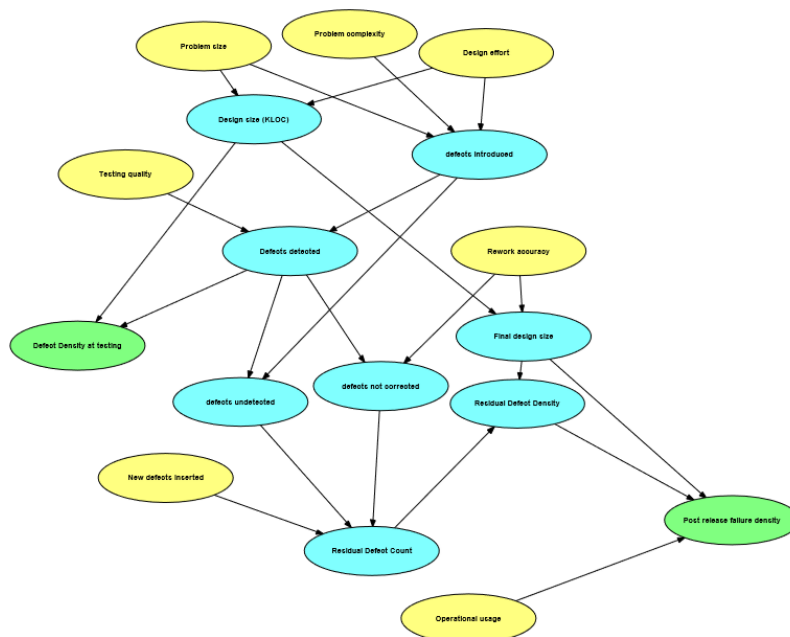 Problem complexity
Problem size
Design effort
Design size (KLOC)
defects introduced
Testing quality
Defects detected
Rework accuracy
Final design size
Defect Density at testing
defects not corrected
defects undetected
Residual Defect Density
New defects inserted
Post release failure density
Residual Defect Count
Operational usage